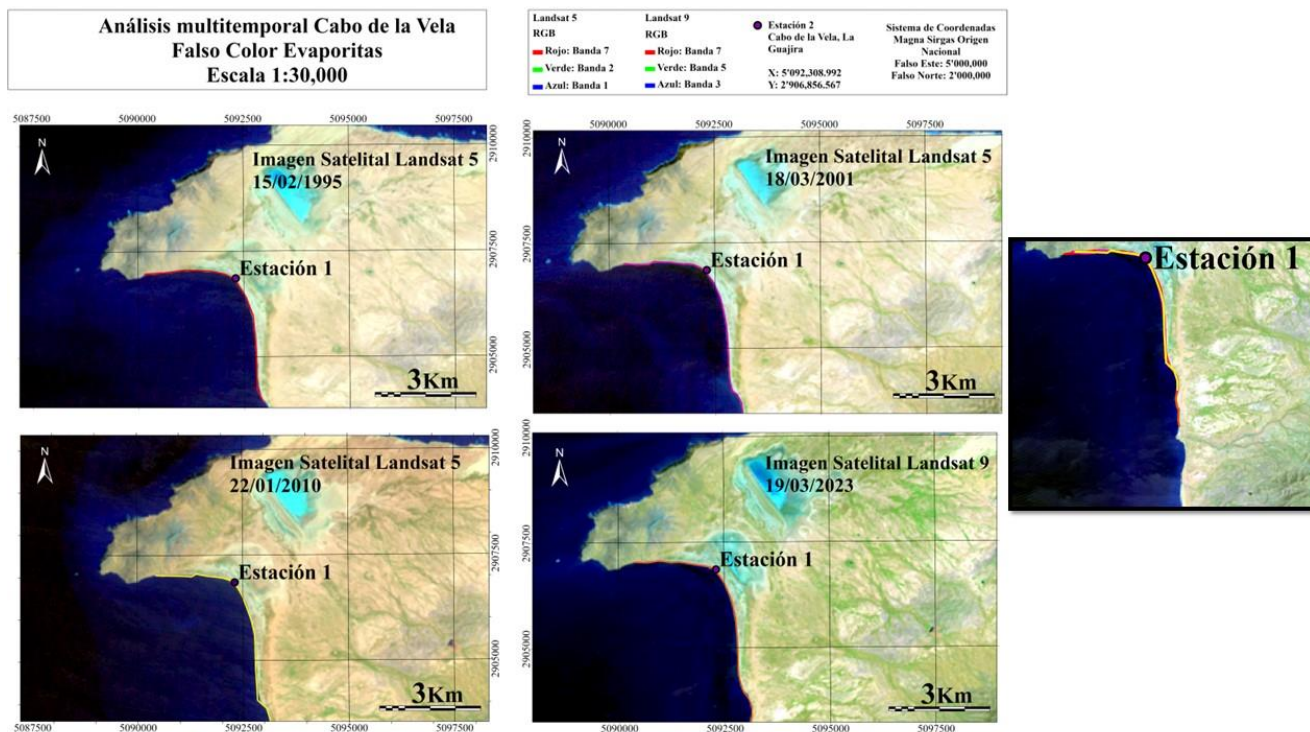 Análisis multitemporal Cabo de la Vela
Falso Color Evaporitas
Escala 1:30,000
Landsat 5
RGB
Rojo: Banda 7
Verde: Banda 2
Azul: Banda 1
Landsat 9
RGB
Rojo: Banda 7
Verde: Banda 5
Azul: Banda 3
Estación 2
Cabo de la Vela, La
Guajira
X: 5'092,308.992
Y: 2'906,856.567
Sistema de Coordenadas
Magna Sirgas Origen
Nacional
Falso Este: 5'000,000
Falso Norte: 2'000,000
5087500 5090000 5092500 5095000 5097500
N
Imagen Satelital Landsat 5
15/02/1995
Estación 1
3Km
2910000
2907500
2905000
5090000 5092500 5095000 5097500
N
Imagen Satelital Landsat 5
18/03/2001
Estación 1
3Km
2910000
2907500
2905000
Estación 1
N
Imagen Satelital Landsat 5
22/01/2010
Estación 1
3Km
2910000
2907500
2905000
5087500 5090000 5092500 5095000 5097500
N
Imagen Satelital Landsat 9
19/03/2023
Estación 1
3Km
5090000 5092500 5095000 5097500